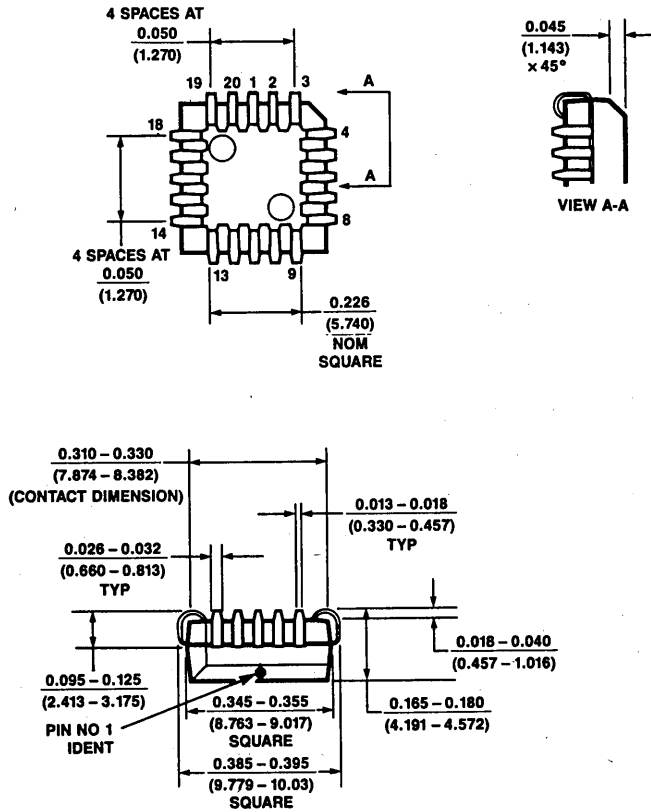 4 SPACES AT
0.050
(1.270)
19
20
1
2
3
A
18
4
A
14
8
4 SPACES AT
0.050
(1.270)
13
9
0.226
(5.740)
NOM
SQUARE
0.045
(1.143)
× 45°
VIEW A-A
0.310 – 0.330
(7.874 – 8.382)
(CONTACT DIMENSION)
0.013 – 0.018
(0.330 – 0.457)
TYP
0.026 – 0.032
(0.660 – 0.813)
TYP
0.018 – 0.040
(0.457 – 1.016)
0.095 – 0.125
(2.413 – 3.175)
PIN NO 1
IDENT
0.345 – 0.355
(8.763 – 9.017)
SQUARE
0.165 – 0.180
(4.191 – 4.572)
0.385 – 0.395
(9.779 – 10.03)
SQUARE